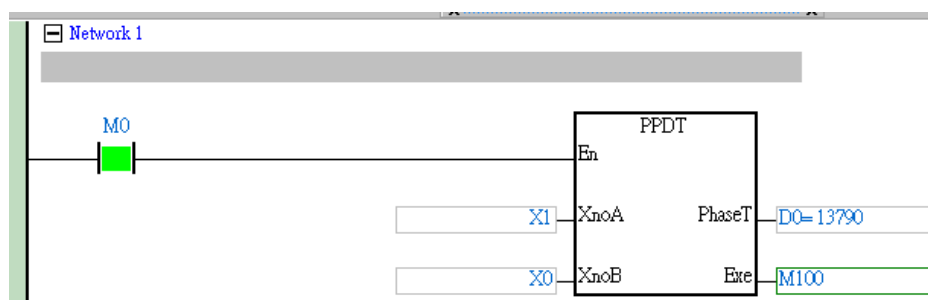 Network 1
M0
PPDT
En
X1 XnoA PhaseT D0=13790
X0 XnoB Exe M100